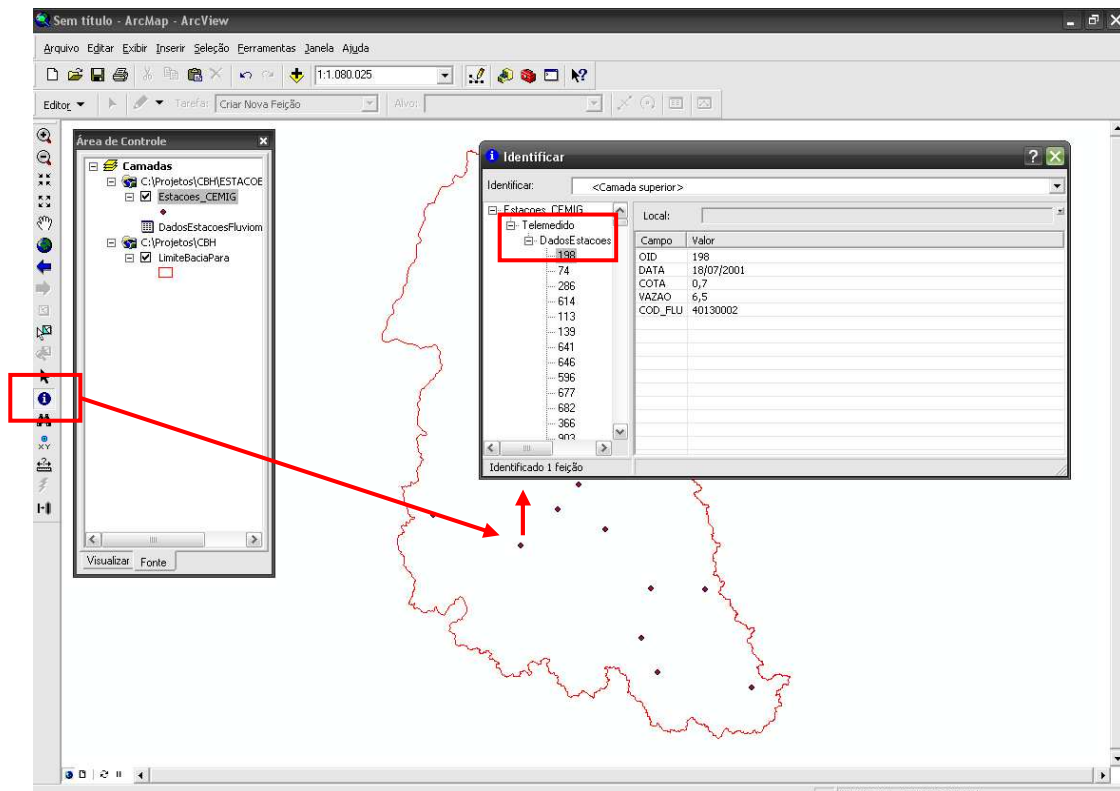 Sem título - ArcMap - ArcView
Arquivo Editar Exibir Inserir Seleção Ferramentas Janela Ajuda
1:1.080.025
Editor Tarefa: Criar Nova Feição Alvo:
Área de Controle
Camadas
C:\Projetos\CBH\ESTACOE
Estacoes_CEMIG
DadosEstacoesFluviom
C:\Projetos\CBH
LimiteBaciaPara
Visualizar Fonte
Identificar
Identificar: <Camada superior>
Estacoes_CEMIG
Telemedido
DadosEstacoes
198
74
286
614
113
139
641
646
596
677
682
366
903
Local:
Campo Valor
OID 198
DATA 18/07/2001
COTA 0,7
VAZAO 6,5
COD_FLU 40130002
Identificado 1 feição